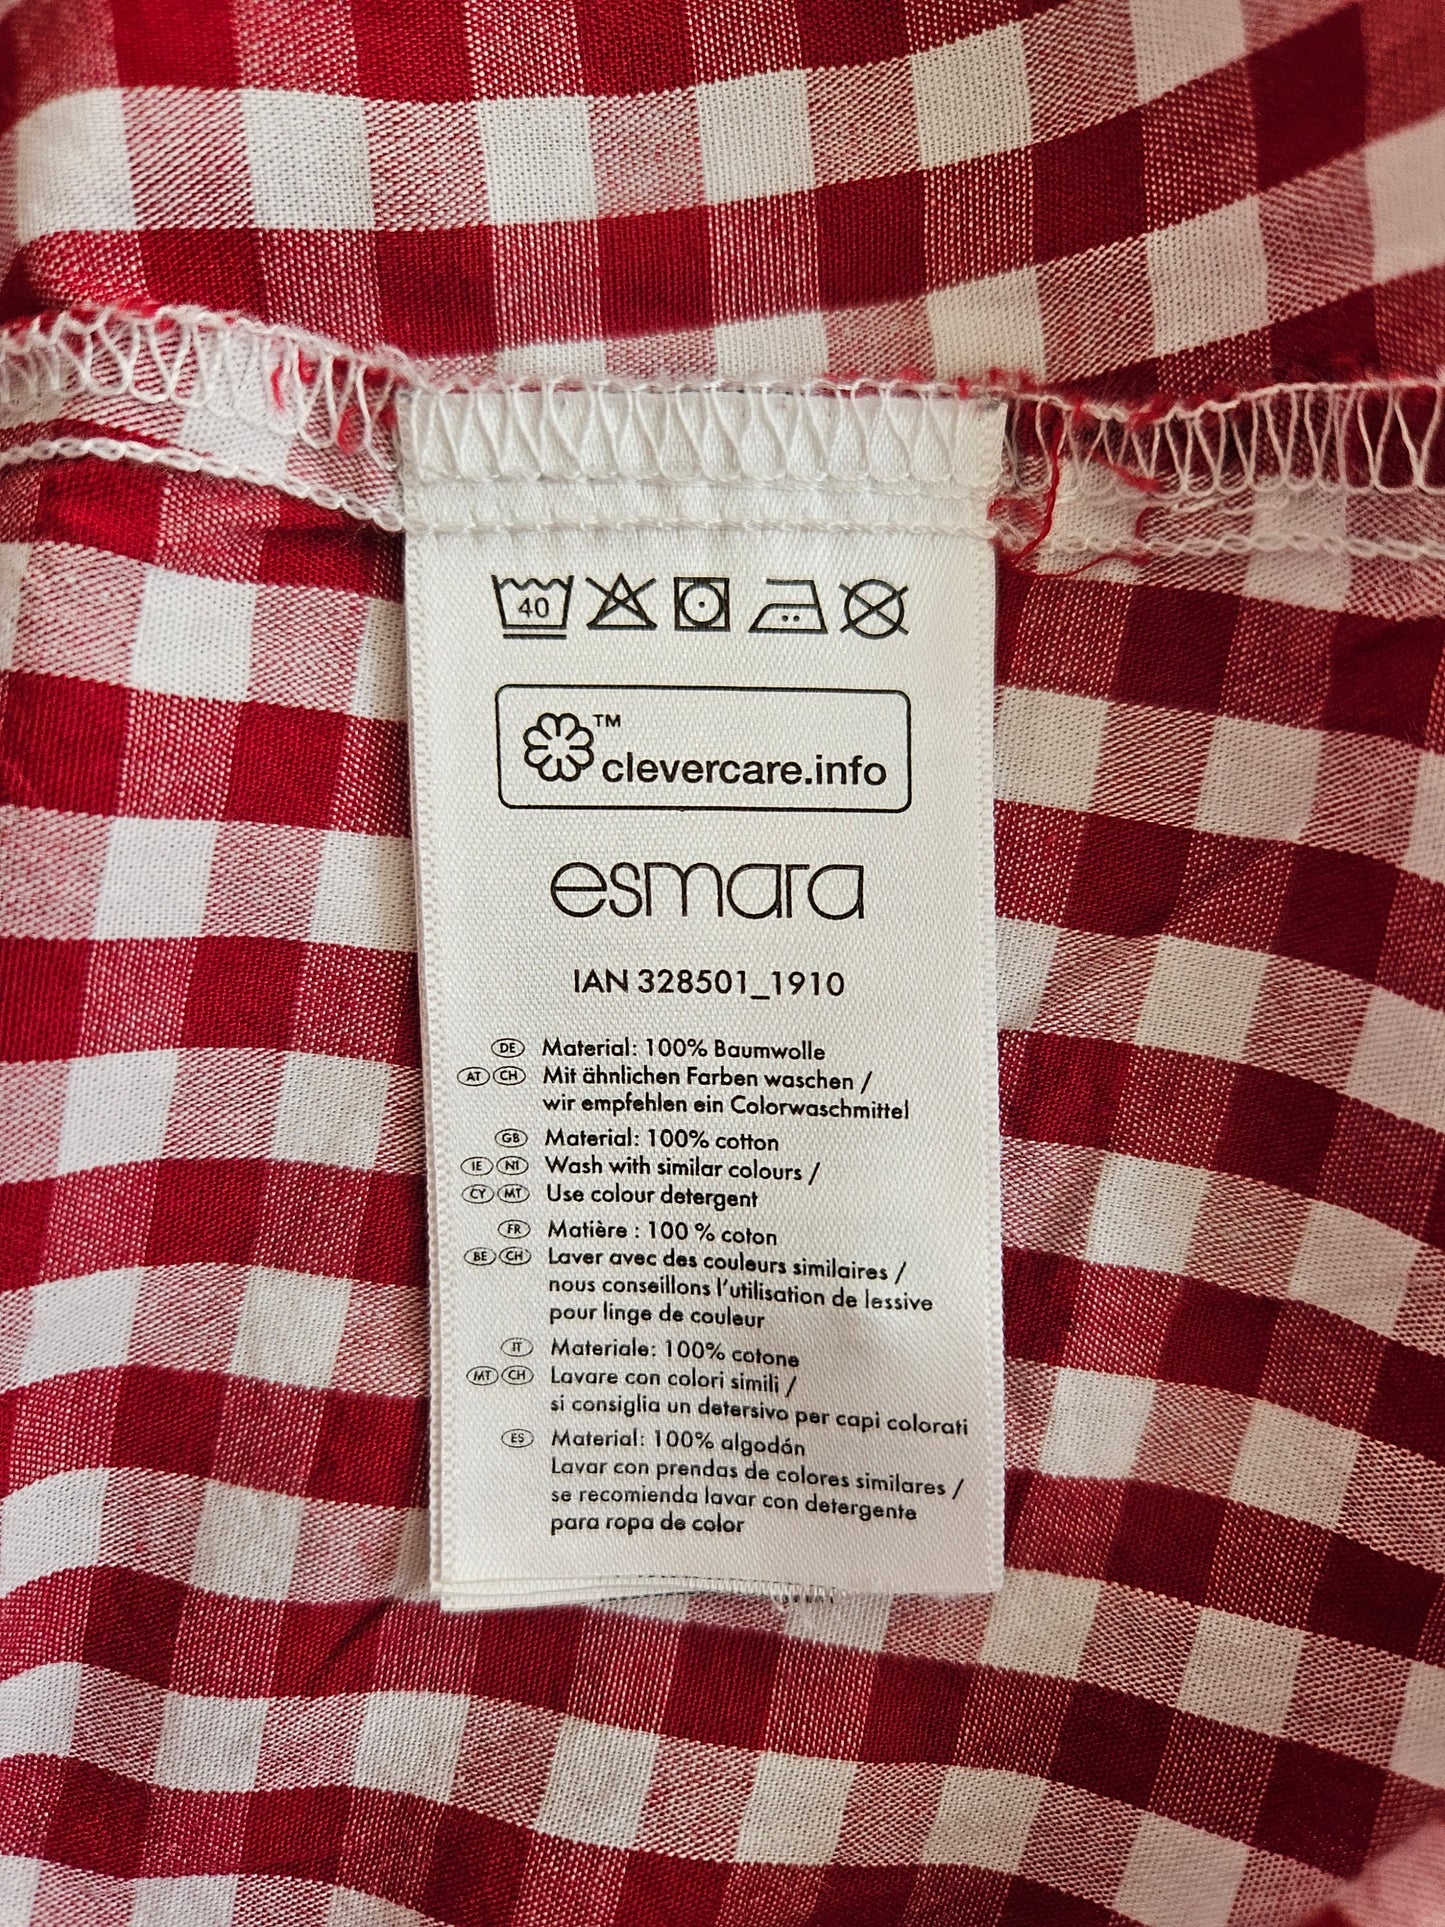 40
™
clevercare.info
esmara
IAN 328501_1910
DE Material: 100% Baumwolle
AT CH Mit ähnlichen Farben waschen /
wir empfehlen ein Colorwaschmittel
GB Material: 100% cotton
IE NI Wash with similar colours /
CY MT Use colour detergent
FR Matière : 100 % coton
BE CH Laver avec des couleurs similaires /
nous conseillons l'utilisation de lessive
pour linge de couleur
IT Materiale: 100% cotone
MT CH Lavare con colori simili /
si consiglia un detersivo per capi colorati
ES Material: 100% algodón
Lavar con prendas de colores similares /
se recomienda lavar con detergente
para ropa de color